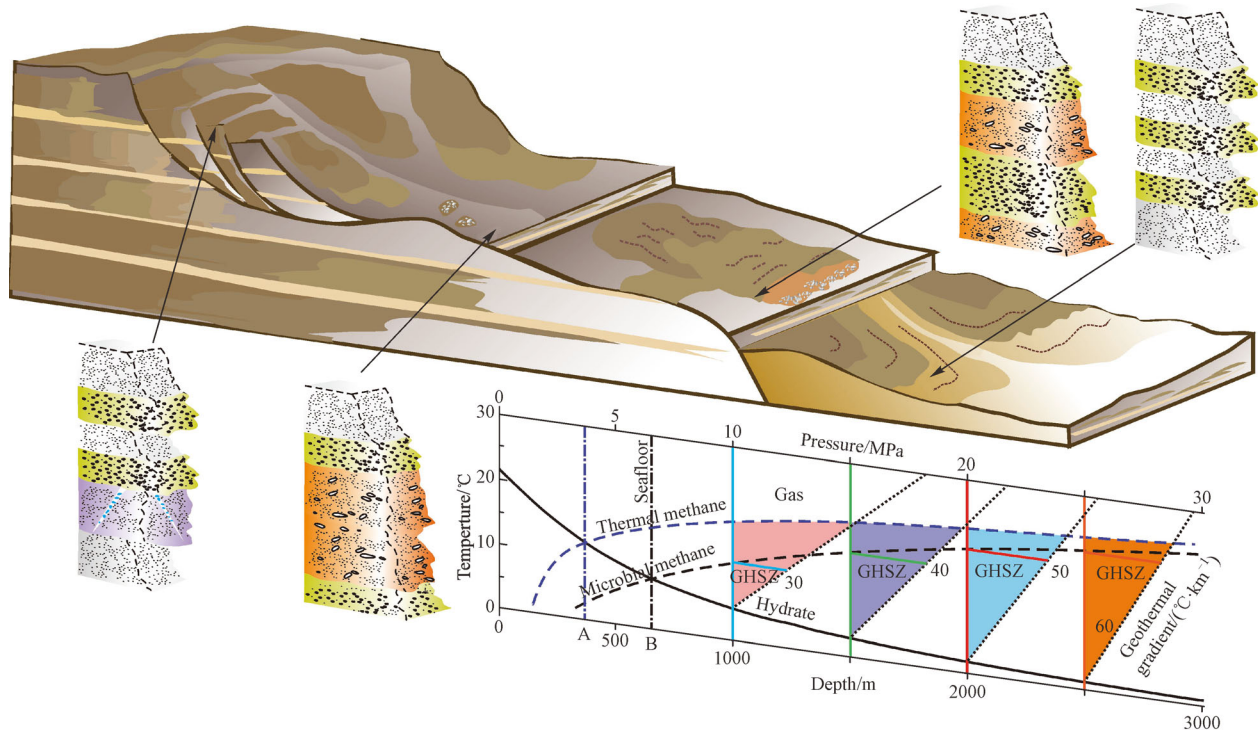 0
5
10
Pressure/MPa
20
30
30
20
10
0
Temperture/℃
Seafloor
Gas
Thermal methane
Microbial methane
GHSZ
30
GHSZ
40
GHSZ
50
GHSZ
60
Hydrate
Geothermal
gradient/(℃·km⁻¹)
0
A
500
B
1000
Depth/m
2000
3000